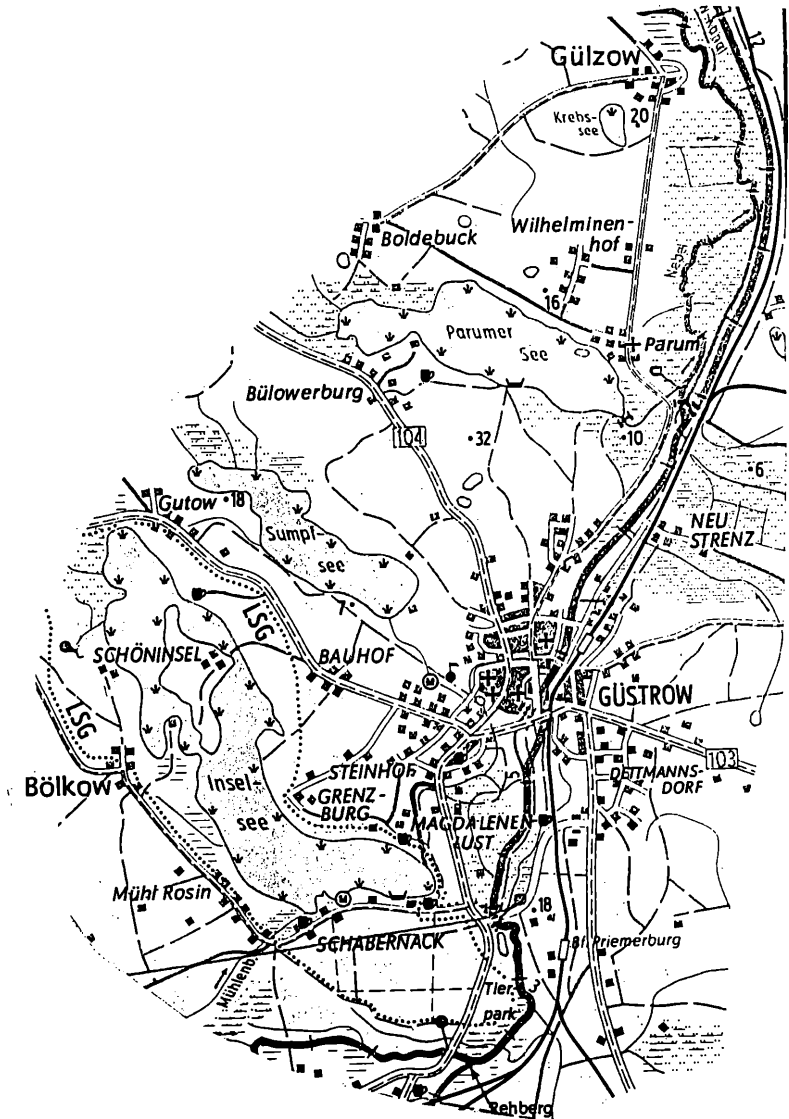 Gülzow
12
20
Krebs-
see
Wilhelminen-
hof
Boldebuck
Nebel
16
Parumer
See
Parum
Bülowerburg
104
32
10
6
Gutow
18
Sumpf-
see
NEU
STRENZ
7
LSG
SCHÖNINSEL
BAUHOF
M
LSG
GÜSTROW
103
Bölkow
STEINHOF
DETTMANNS-
DORF
Insel-
see
GRENZ-
BURG
MAGDALENEN
LUST
Mühl Rosin
M
18
SCHABERNACK
Bf. Priemerburg
Mühlenb.
Tier
park
3
Rehberg